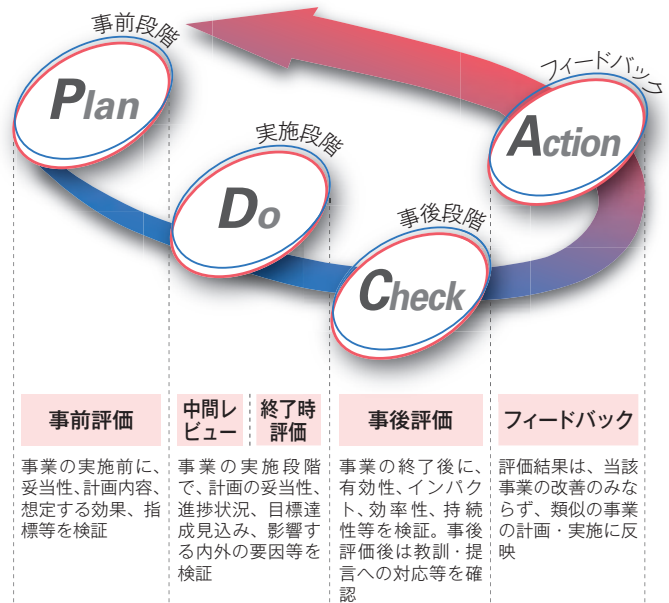 事前段階
Plan
実施段階
Do
事後段階
Check
フィードバック
Action
事前評価
事業の実施前に、
妥当性、計画内容、
想定する効果、指
標等を検証
中間レ
ビュー
終了時
評価
事業の実施段階
で、計画の妥当性、
進捗状況、目標達
成見込み、影響す
る内外の要因等を
検証
事後評価
事業の終了後に、
有効性、インパク
ト、効率性、持続
性等を検証。事後
評価後は教訓・提
言への対応等を確
認
フィードバック
評価結果は、当該
事業の改善のみな
らず、類似の事業
の計画・実施に反
映